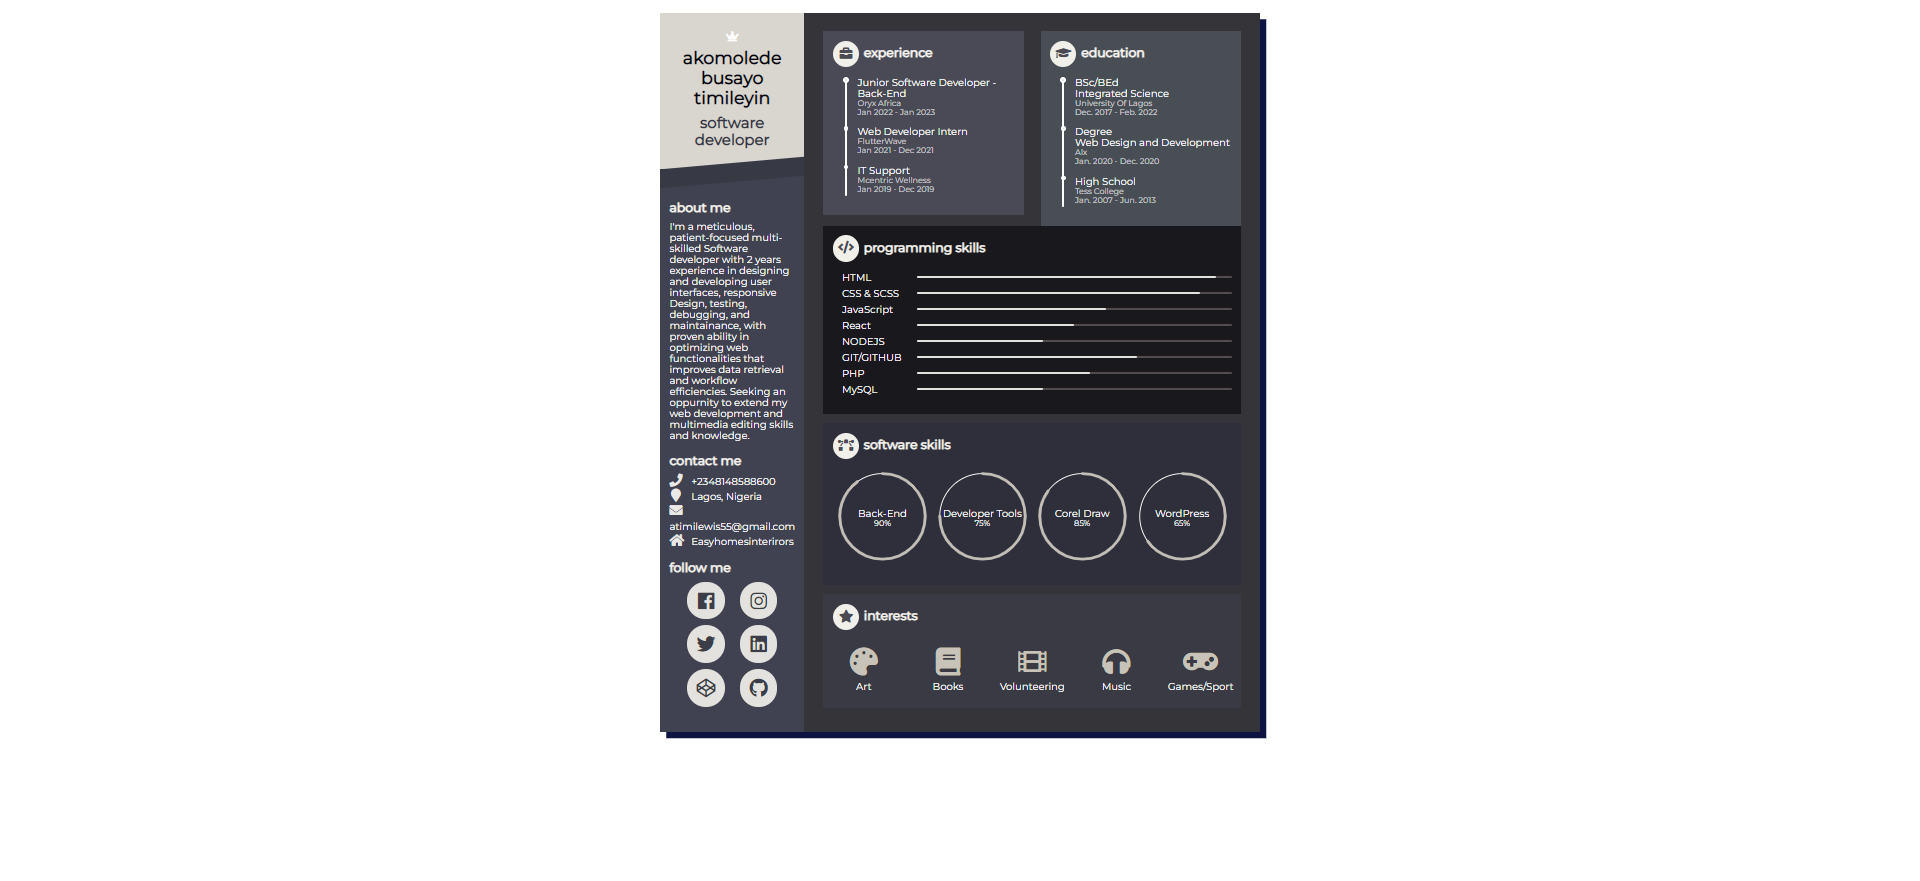 akomolede
busayo
timileyin
software
developer
about me
I'm a meticulous,
patient-focused multi-
skilled Software
developer with 2 years
experience in designing
and developing user
interfaces, responsive
Design, testing,
debugging, and
maintainance, with
proven ability in
optimizing web
functionalities that
improves data retrieval
and workflow
efficiencies. Seeking an
oppurnity to extend my
web development and
multimedia editing skills
and knowledge.
contact me
+2348148588600
Lagos, Nigeria
atimilewis55@gmail.com
Easyhomesinterirors
follow me
experience
Junior Software Developer -
Back-End
Oryx Africa
Jan 2022 - Jan 2023
Web Developer Intern
FlutterWave
Jan 2021 - Dec 2021
IT Support
Mcentric Wellness
Jan 2019 - Dec 2019
education
BSc/BEd
Integrated Science
University Of Lagos
Dec. 2017 - Feb. 2022
Degree
Web Design and Development
Alx
Jan. 2020 - Dec. 2020
High School
Tess College
Jan. 2007 - Jun. 2013
programming skills
HTML
CSS & SCSS
JavaScript
React
NODEJS
GIT/GITHUB
PHP
MySQL
software skills
Back-End
90%
Developer Tools
75%
Corel Draw
85%
WordPress
65%
interests
Art
Books
Volunteering
Music
Games/Sport